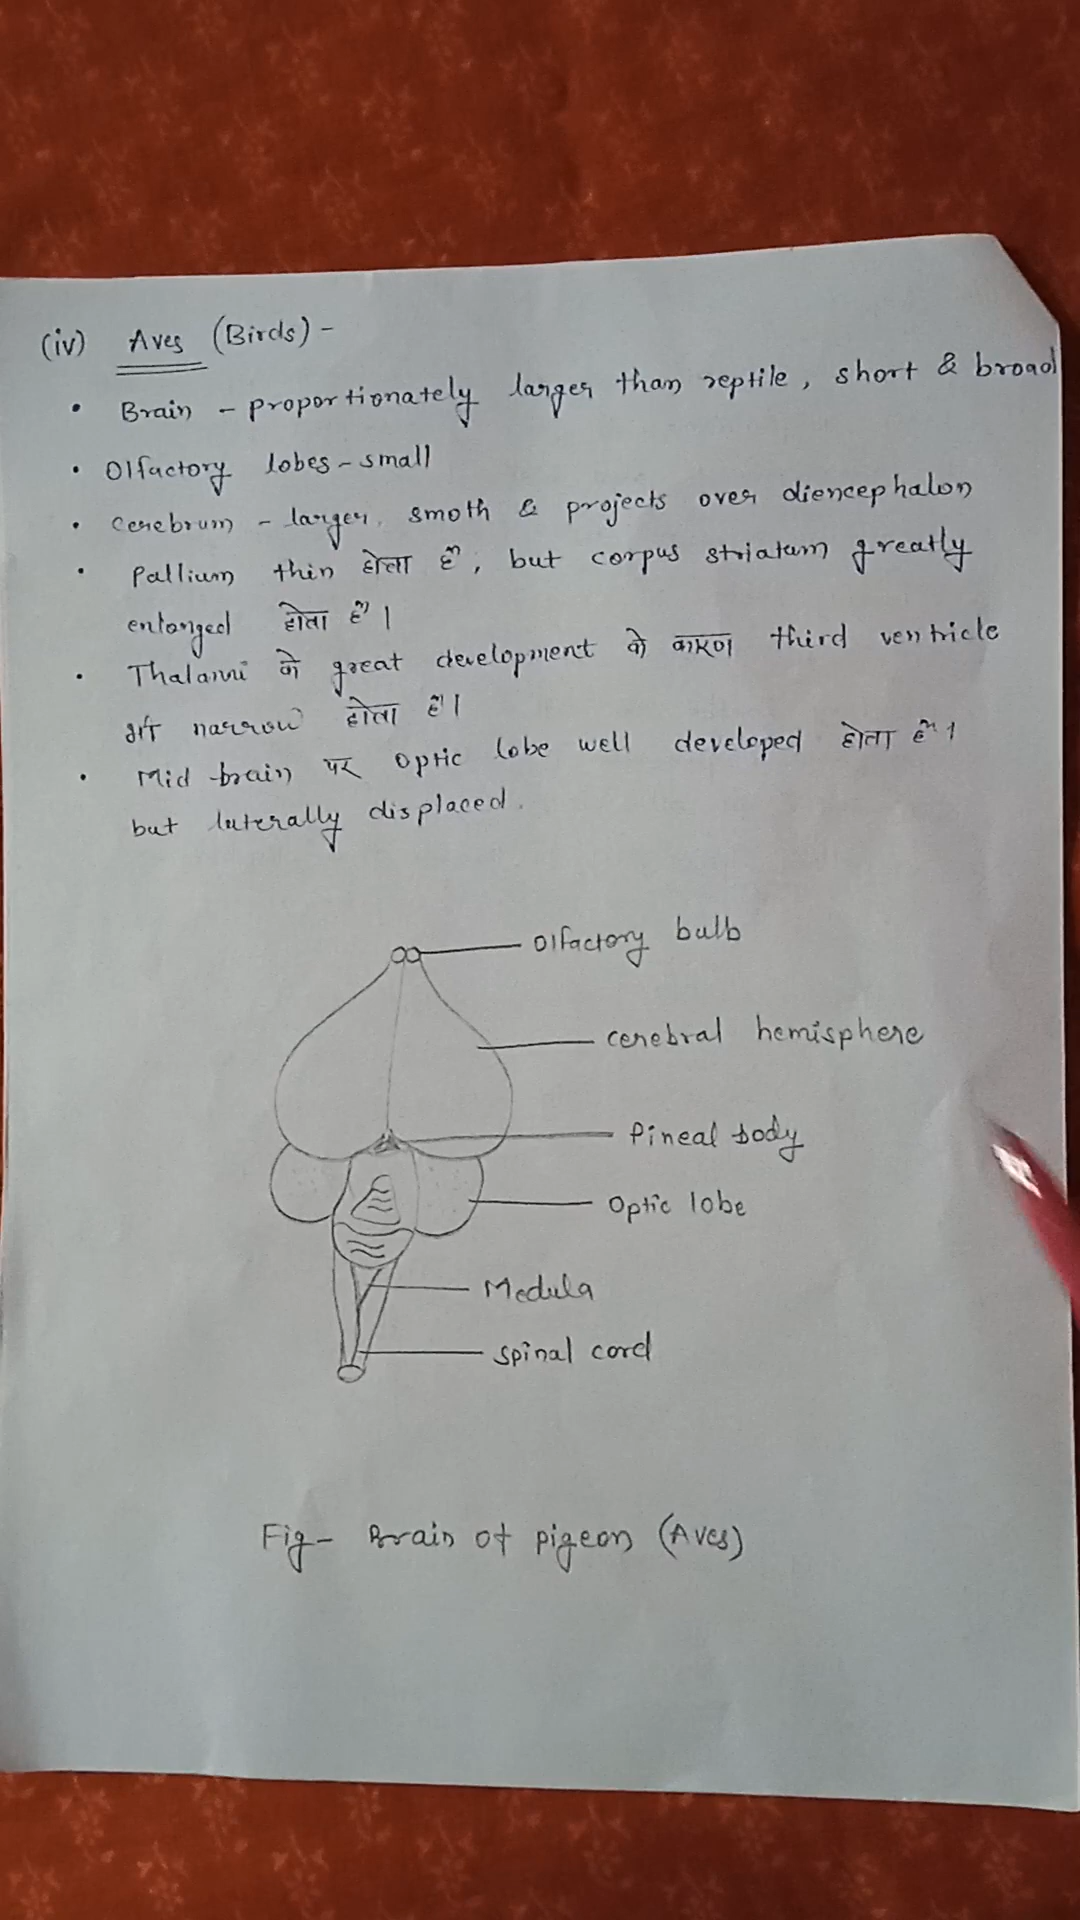 (iv) Aves (Birds) -
• Brain - proportionately larger than reptile, short & broad
• Olfactory lobes - small
• Cerebrum - larger, smoth & projects over diencephalon
• Pallium thin होता है, but corpus striatum greatly
enlarged होता है।
• Thalami के great development के कारण third ventricle
narrow होता है।
• Mid-brain पर optic lobe well developed होता है।
but laterally displaced.
Olfactory bulb
Cerebral hemisphere
Pineal body
Optic lobe
Medula
Spinal cord
Fig - Brain of pigeon (Aves)